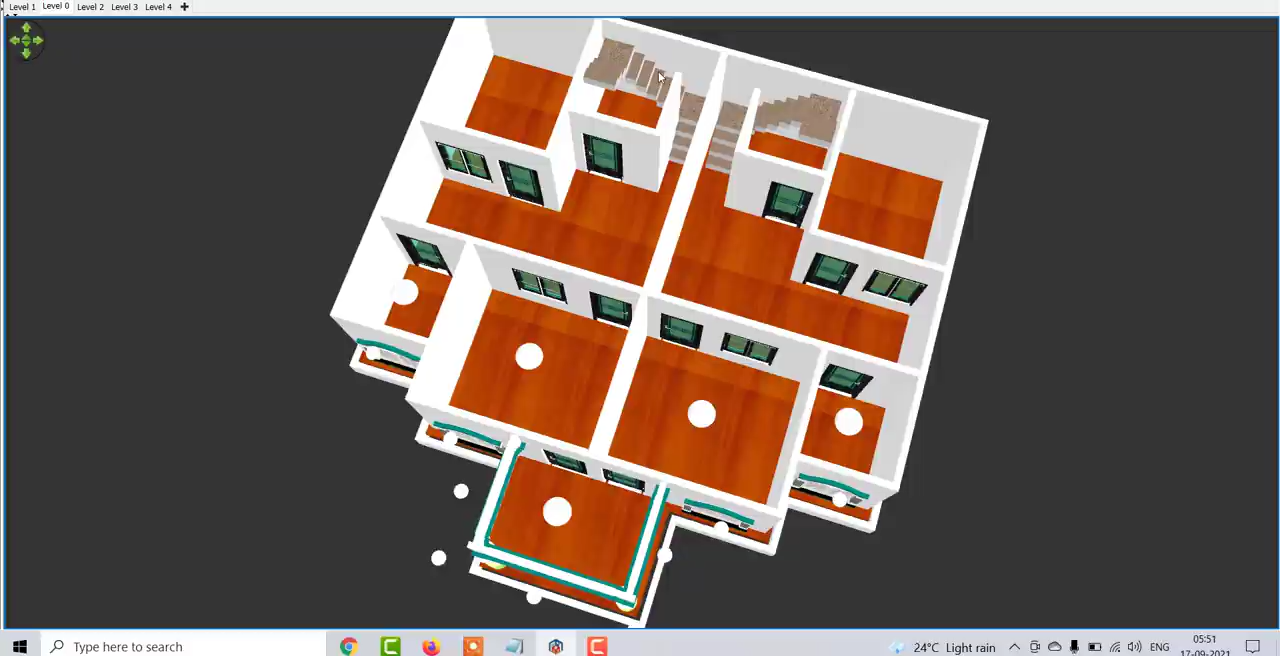 Level 1 Level 0 Level 2 Level 3 Level 4
Type here to search
24°C Light rain
ENG
05:51
17-09-2021